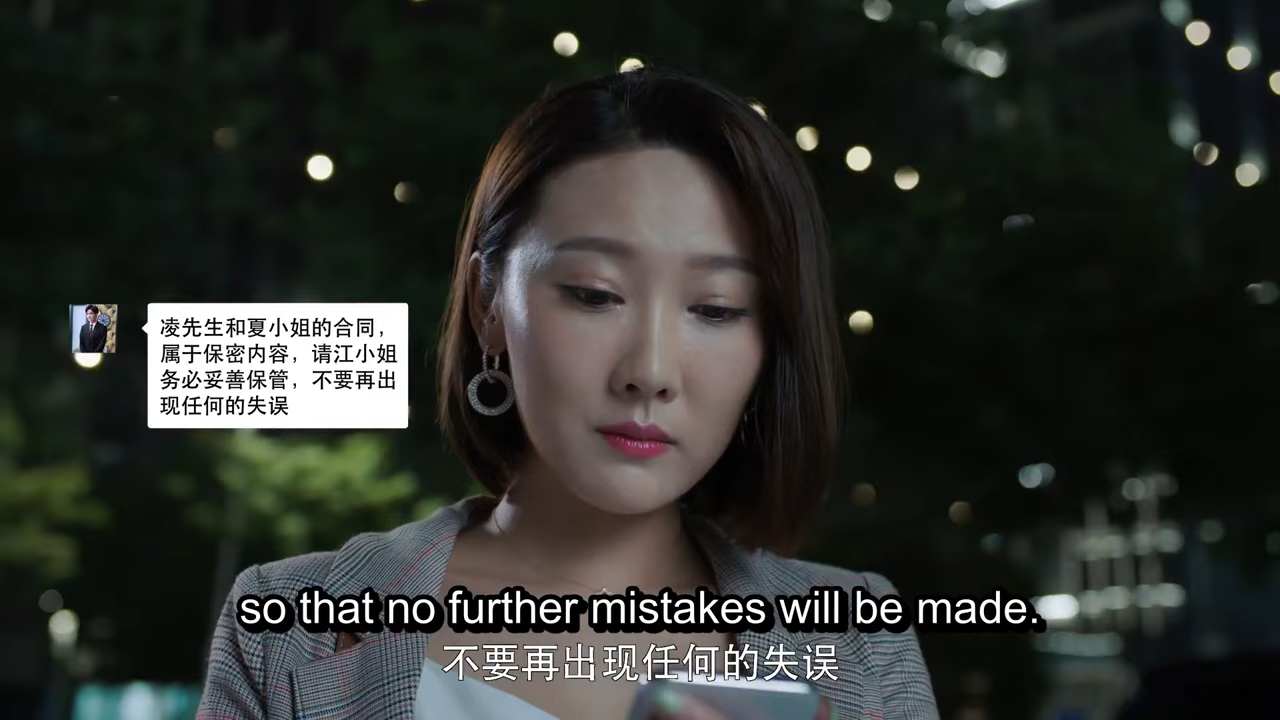 凌先生和夏小姐的合同，
属于保密内容，请江小姐
务必妥善保管，不要再出
现任何的失误
so that no further mistakes will be made.
不要再出现任何的失误